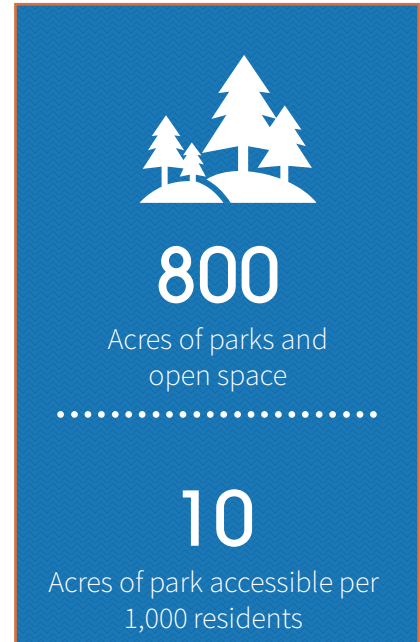 800
Acres of parks and
open space
10
Acres of park accessible per
1,000 residents